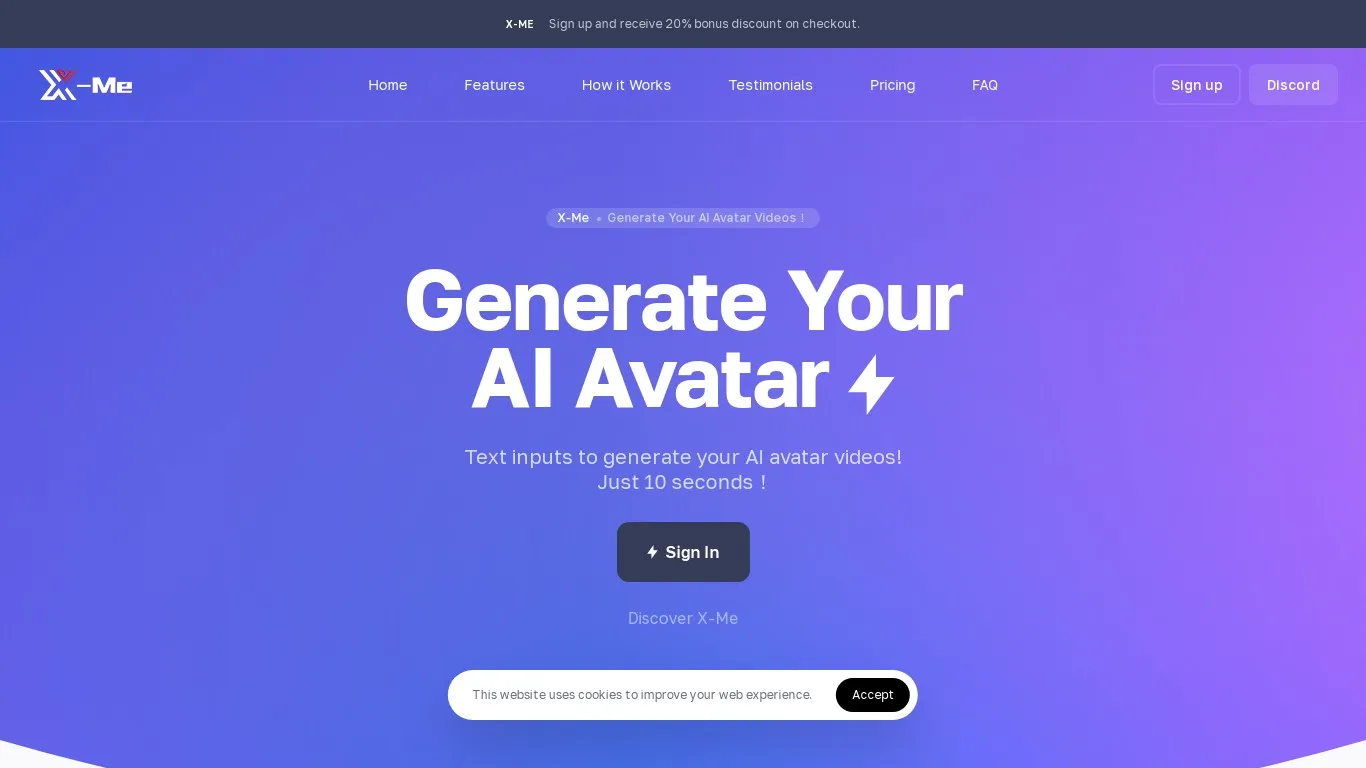 X-ME Sign up and receive 20% bonus discount on checkout.
X-Me Home Features How it Works Testimonials Pricing FAQ Sign up Discord
X-Me • Generate Your AI Avatar Videos！
Generate Your
AI Avatar
Text inputs to generate your AI avatar videos!
Just 10 seconds！
Sign In
Discover X-Me
This website uses cookies to improve your web experience. Accept